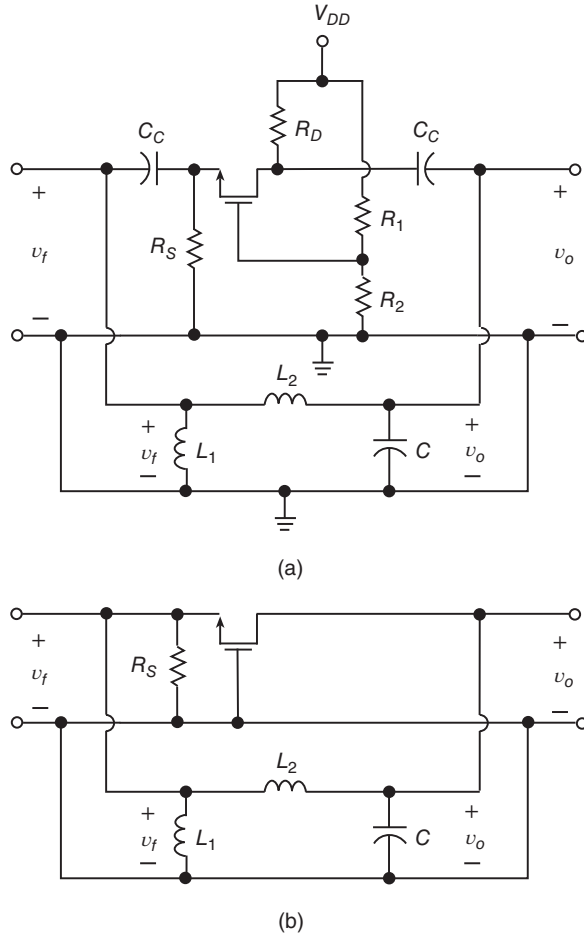 V_DD
C_C
R_D
C_C
+
+
R_S
R_1
v_f
v_o
R_2
−
−
L_2
+
v_f
−
L_1
C
+
v_o
−
(a)
+
R_S
+
v_f
v_o
−
−
L_2
+
v_f
−
L_1
C
+
v_o
−
(b)